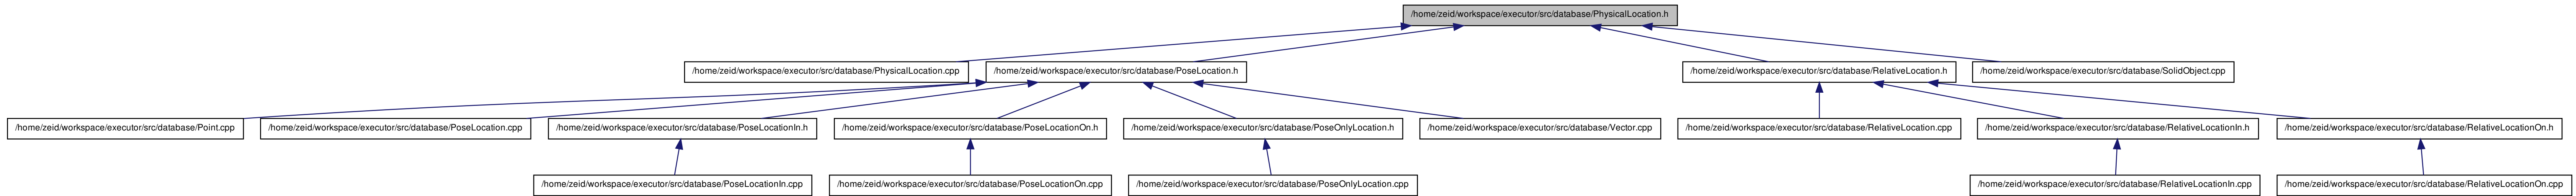 /home/zeid/workspace/executor/src/database/PhysicalLocation.h
/home/zeid/workspace/executor/src/database/PhysicalLocation.cpp
/home/zeid/workspace/executor/src/database/PoseLocation.h
/home/zeid/workspace/executor/src/database/RelativeLocation.h
/home/zeid/workspace/executor/src/database/SolidObject.cpp
/home/zeid/workspace/executor/src/database/Point.cpp
/home/zeid/workspace/executor/src/database/PoseLocation.cpp
/home/zeid/workspace/executor/src/database/PoseLocationIn.h
/home/zeid/workspace/executor/src/database/PoseLocationOn.h
/home/zeid/workspace/executor/src/database/PoseOnlyLocation.h
/home/zeid/workspace/executor/src/database/Vector.cpp
/home/zeid/workspace/executor/src/database/RelativeLocation.cpp
/home/zeid/workspace/executor/src/database/RelativeLocationIn.h
/home/zeid/workspace/executor/src/database/RelativeLocationOn.h
/home/zeid/workspace/executor/src/database/PoseLocationIn.cpp
/home/zeid/workspace/executor/src/database/PoseLocationOn.cpp
/home/zeid/workspace/executor/src/database/PoseOnlyLocation.cpp
/home/zeid/workspace/executor/src/database/RelativeLocationIn.cpp
/home/zeid/workspace/executor/src/database/RelativeLocationOn.cpp